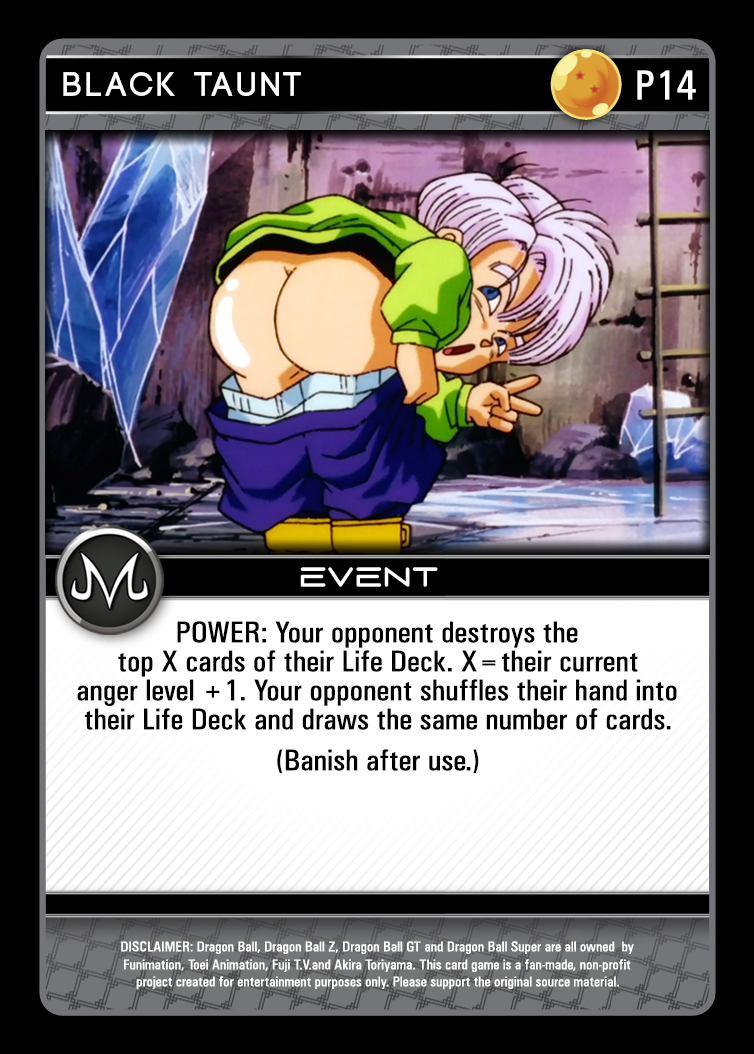 BLACK TAUNT
P14
EVENT
POWER: Your opponent destroys the
top X cards of their Life Deck. X = their current
anger level +1. Your opponent shuffles their hand into
their Life Deck and draws the same number of cards.
(Banish after use.)
DISCLAIMER: Dragon Ball, Dragon Ball Z, Dragon Ball GT and Dragon Ball Super are all owned by
Funimation, Toei Animation, Fuji T.V.and Akira Toriyama. This card game is a fan-made, non-profit
project created for entertainment purposes only. Please support the original source material.